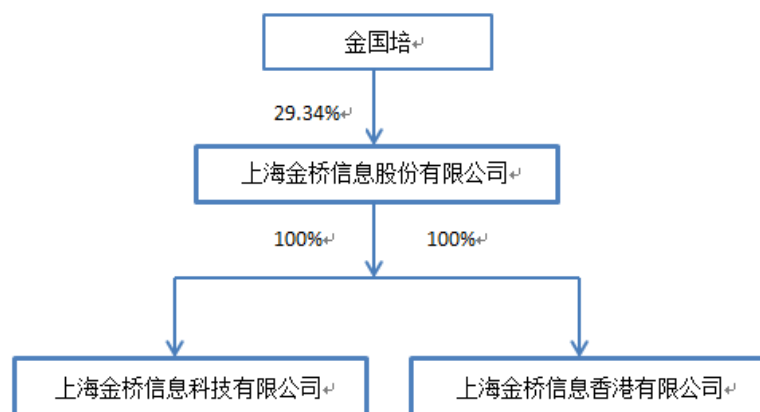 金国培
29.34%
上海金桥信息股份有限公司
100% 100%
上海金桥信息科技有限公司 上海金桥信息香港有限公司